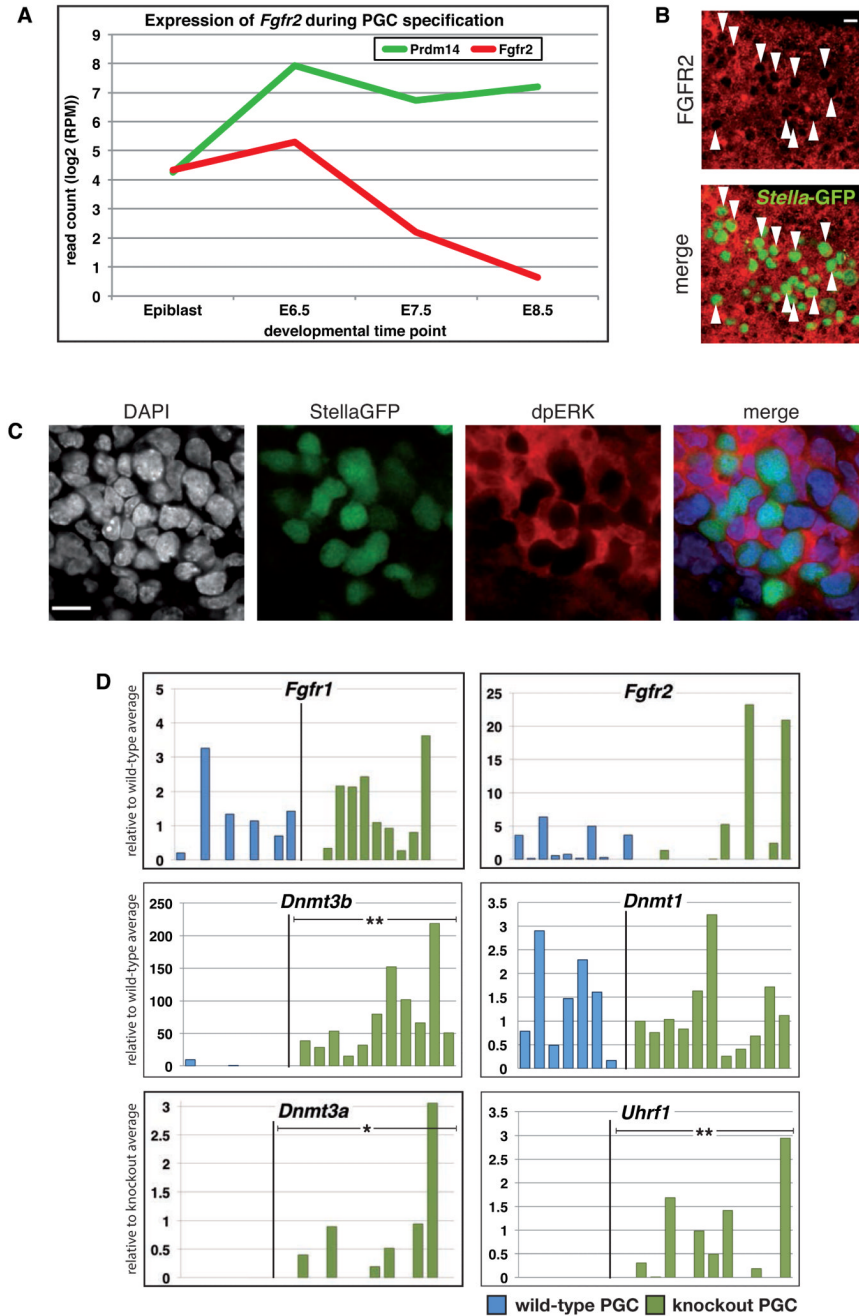 A
Expression of Fgfr2 during PGC specification
Prdm14 Fgfr2
read count (log2 (RPM))
9
8
7
6
5
4
3
2
1
0
Epiblast E6.5 E7.5 E8.5
developmental time point
B
FGFR2
merge
Stella-GFP
C
DAPI StellaGFP dpERK merge
D
relative to wild-type average
Fgfr1
5
4
3
2
1
0
Fgfr2
25
20
15
10
5
0
relative to wild-type average
Dnmt3b
**
250
200
150
100
50
0
Dnmt1
3.5
3
2.5
2
1.5
1
0.5
0
relative to knockout average
Dnmt3a
*
3
2.5
2
1.5
1
0.5
0
Uhrf1
**
3.5
3
2.5
2
1.5
1
0.5
0
wild-type PGC knockout PGC